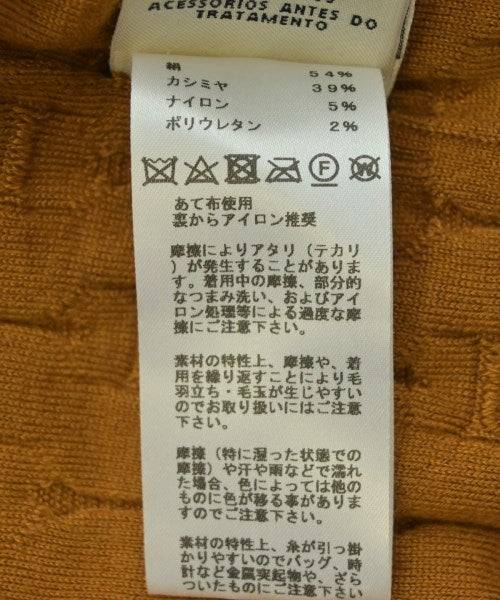 ACESSÓRIOS ANTES DO
TRATAMENTO
絹 54%
カシミヤ 39%
ナイロン 5%
ポリウレタン 2%
F W
あて布使用
裏からアイロン推奨
摩擦によりアタリ（テカリ
）が発生することがありま
す。着用中の摩擦、部分的
なつまみ洗い、およびアイ
ロン処理等による過度な摩
擦にご注意下さい。
素材の特性上、摩擦や、着
用を繰り返すことにより毛
羽立ち・毛玉が生じやすい
のでお取り扱いにはご注意
下さい。
摩擦（特に湿った状態での
摩擦）や汗や雨などで濡れ
た場合、色によっては他の
ものに色が移る事がありま
すのでご注意下さい。
素材の特性上、糸が引っ掛
かりやすいのでバッグ、時
計など金属突起物や、ざら
ついたものにご注意下さい